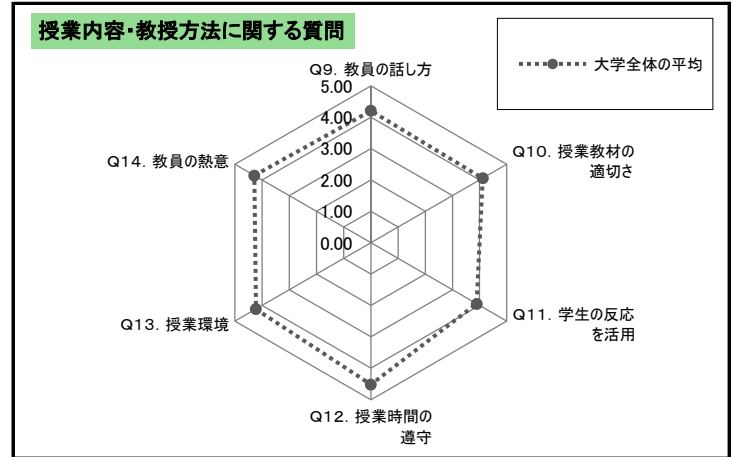 授業内容・教授方法に関する質問
大学全体の平均
Q9．教員の話し方
5.00
4.00
3.00
2.00
1.00
0.00
Q10．授業教材の
適切さ
Q11．学生の反応
を活用
Q12．授業時間の
遵守
Q13．授業環境
Q14．教員の熱意